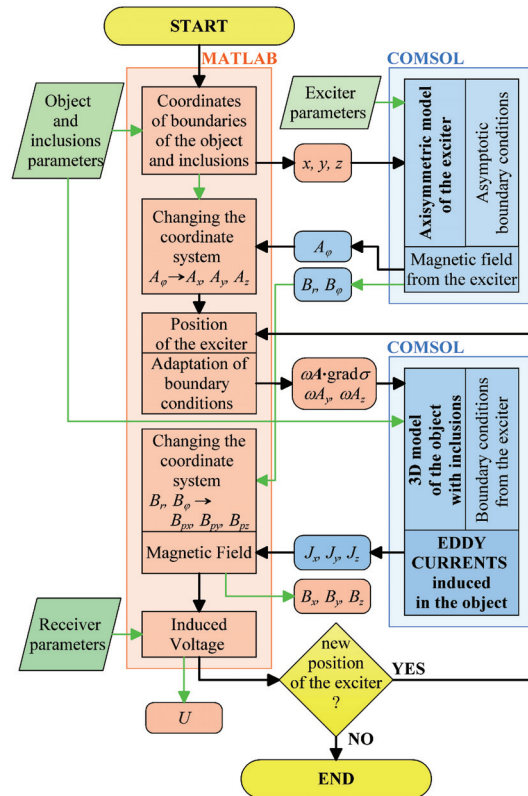 START
MATLAB
COMSOL
Object
and
inclusions
parameters
Coordinates
of boundaries
of the object
and inclusions
Exciter
parameters
x, y, z
Axisymmetric model
of the exciter
Asymptotic
boundary conditions
Magnetic field
from the exciter
Changing the
coordinate
system
Aφ→Ax, Ay, Az
Aφ
Br, Bφ
Position
of the exciter
Adaptation of
boundary
conditions
ωA·gradσ
ωAy, ωAz
COMSOL
3D model
of the object
with inclusions
Boundary conditions
from the exciter
EDDY
CURRENTS
induced
in the object
Changing the
coordinate
system
Br, Bφ →
Bpx, Bpy, Bpz
Magnetic Field
Jx, Jy, Jz
Bx, By, Bz
Receiver
parameters
Induced
Voltage
U
new
position
of the exciter
?
YES
NO
END